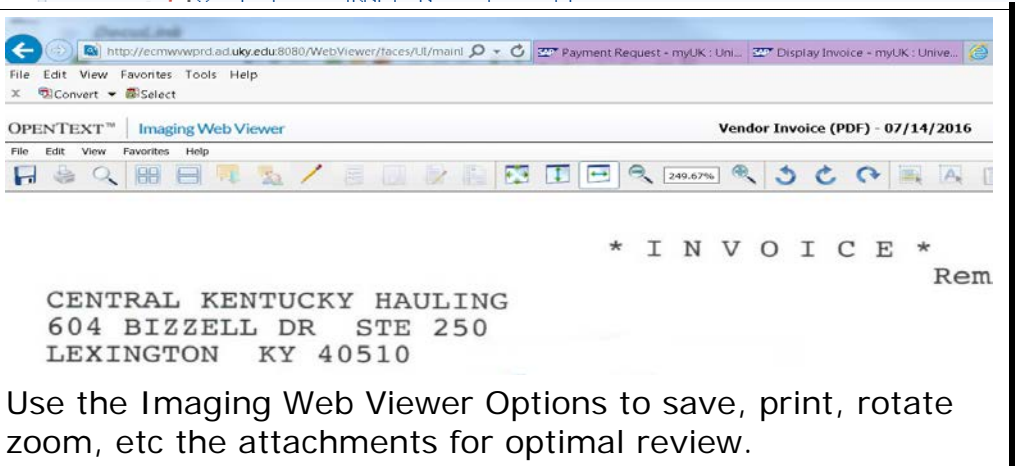 http://ecmwwwprd.ad.uky.edu:8080/WebViewer/faces/UI/mainl
Payment Request - myUK : Uni...
Display Invoice - myUK : Unive...
File Edit View Favorites Tools Help
x Convert Select
OPENTEXT™ Imaging Web Viewer Vendor Invoice (PDF) - 07/14/2016
File Edit View Favorites Help
249.67%
* I N V O I C E *
Rem
CENTRAL KENTUCKY HAULING
604 BIZZELL DR STE 250
LEXINGTON KY 40510
Use the Imaging Web Viewer Options to save, print, rotate
zoom, etc the attachments for optimal review.